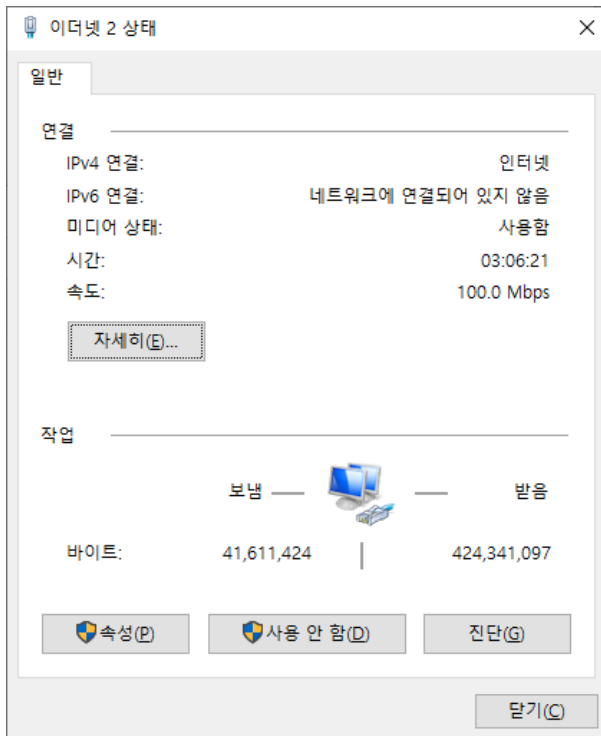 이더넷 2 상태
일반
연결
IPv4 연결: 인터넷
IPv6 연결: 네트워크에 연결되어 있지 않음
미디어 상태: 사용함
시간: 03:06:21
속도: 100.0 Mbps
자세히(E)...
작업
보냄 받음
바이트: 41,611,424 424,341,097
속성(P) 사용 안 함(D) 진단(G)
닫기(C)